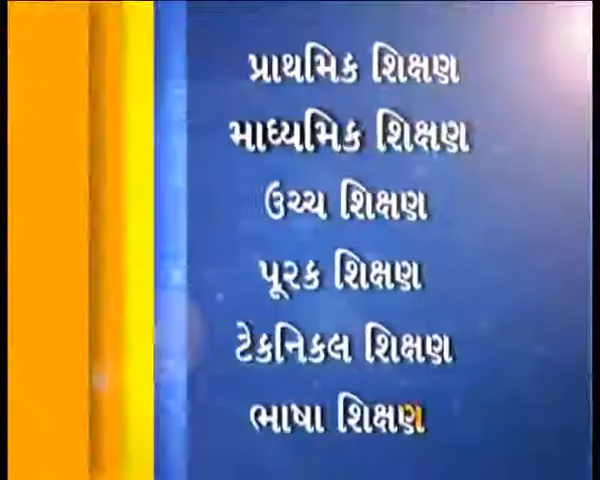 પ્રાથમિક શિક્ષણ
માધ્યમિક શિક્ષણ
ઉચ્ચ શિક્ષણ
પૂરક શિક્ષણ
ટેકનિકલ શિક્ષણ
ભાષા શિક્ષણ